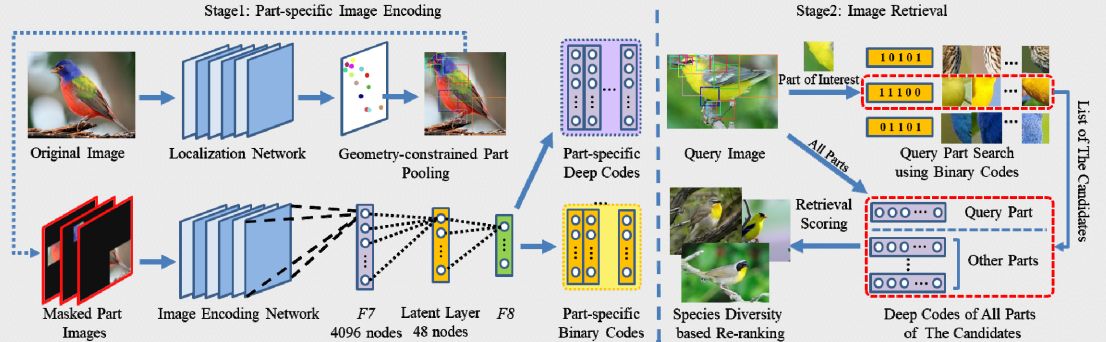 Stage1: Part-specific Image Encoding
Original Image
Localization Network
Geometry-constrained Part
Pooling
Part-specific
Deep Codes
Masked Part
Images
Image Encoding Network
F7
4096 nodes
Latent Layer
48 nodes
F8
Part-specific
Binary Codes
Stage2: Image Retrieval
Query Image
Part of Interest
10101
11100
01101
Query Part Search
using Binary Codes
List of The Candidates
All Parts
Retrieval
Scoring
Query Part
Other Parts
Species Diversity
based Re-ranking
Deep Codes of All Parts
of The Candidates